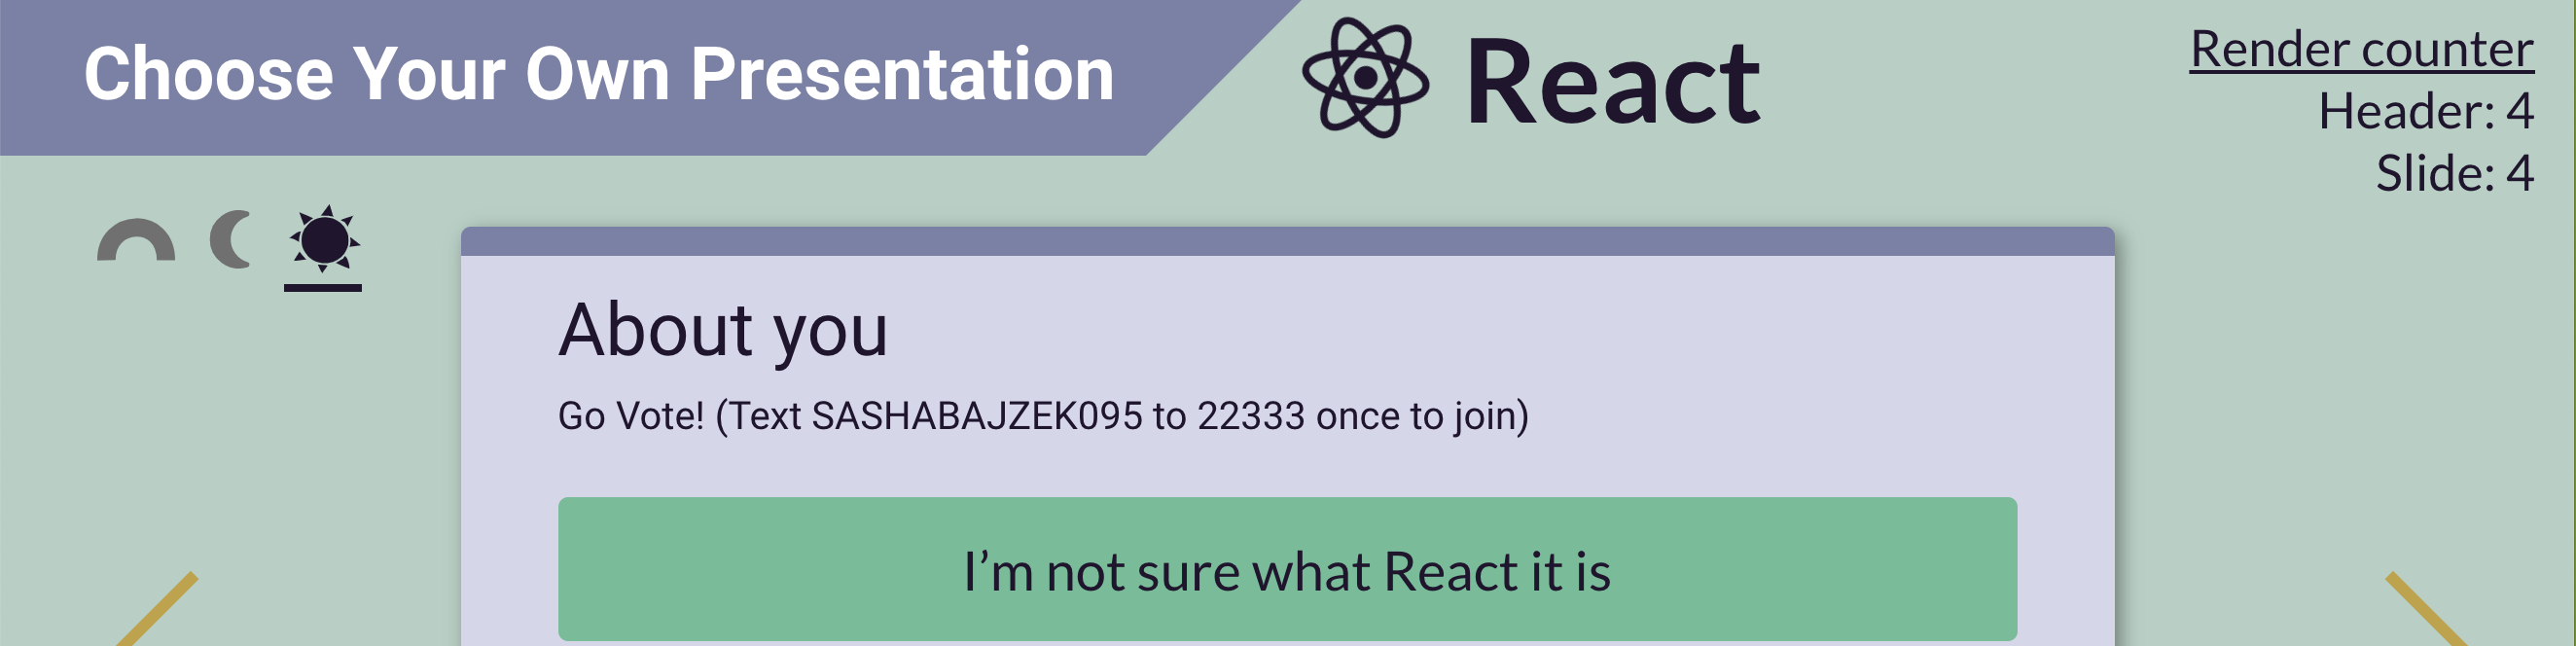 Choose Your Own Presentation
React
Render counter
Header: 4
Slide: 4
About you
Go Vote! (Text SASHABAJZEK095 to 22333 once to join)
I’m not sure what React it is